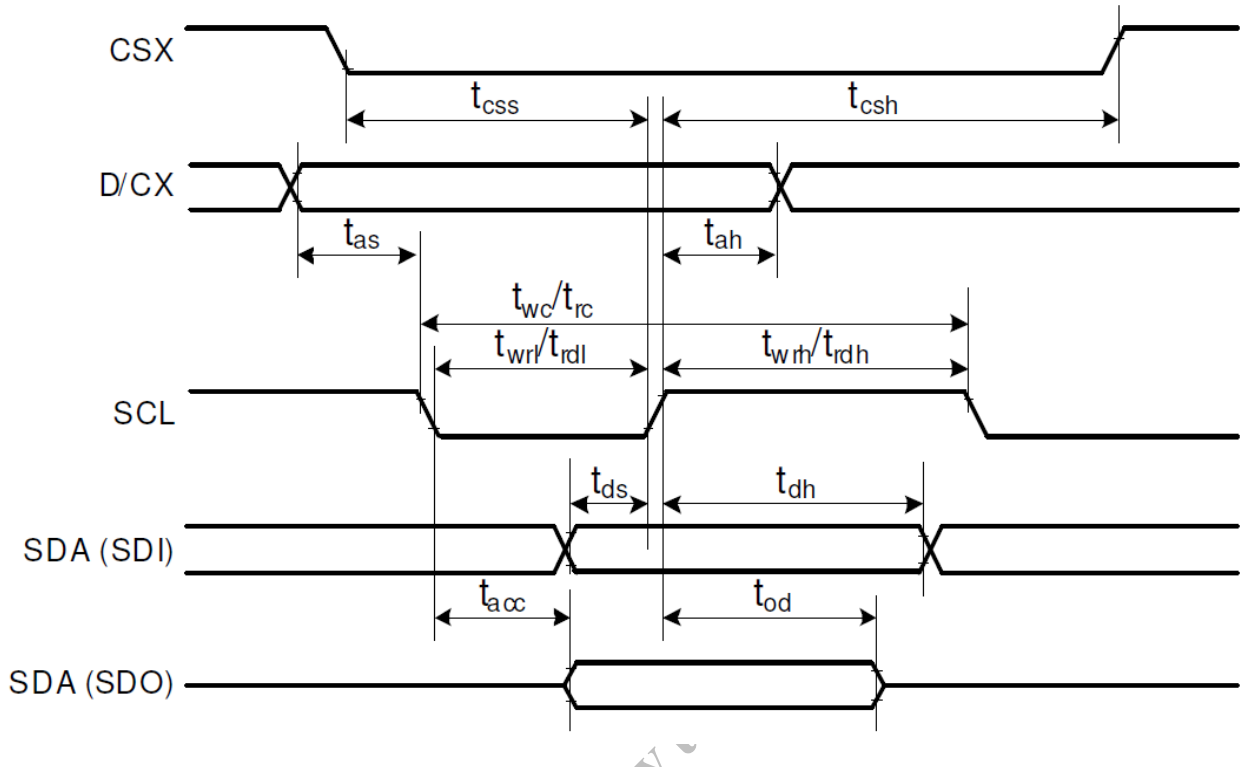 CSX
tcss
tcsh
D/CX
tas
tah
twc/trc
twrl/trdl
twrh/trdh
SCL
tds
tdh
SDA (SDI)
tacc
tod
SDA (SDO)